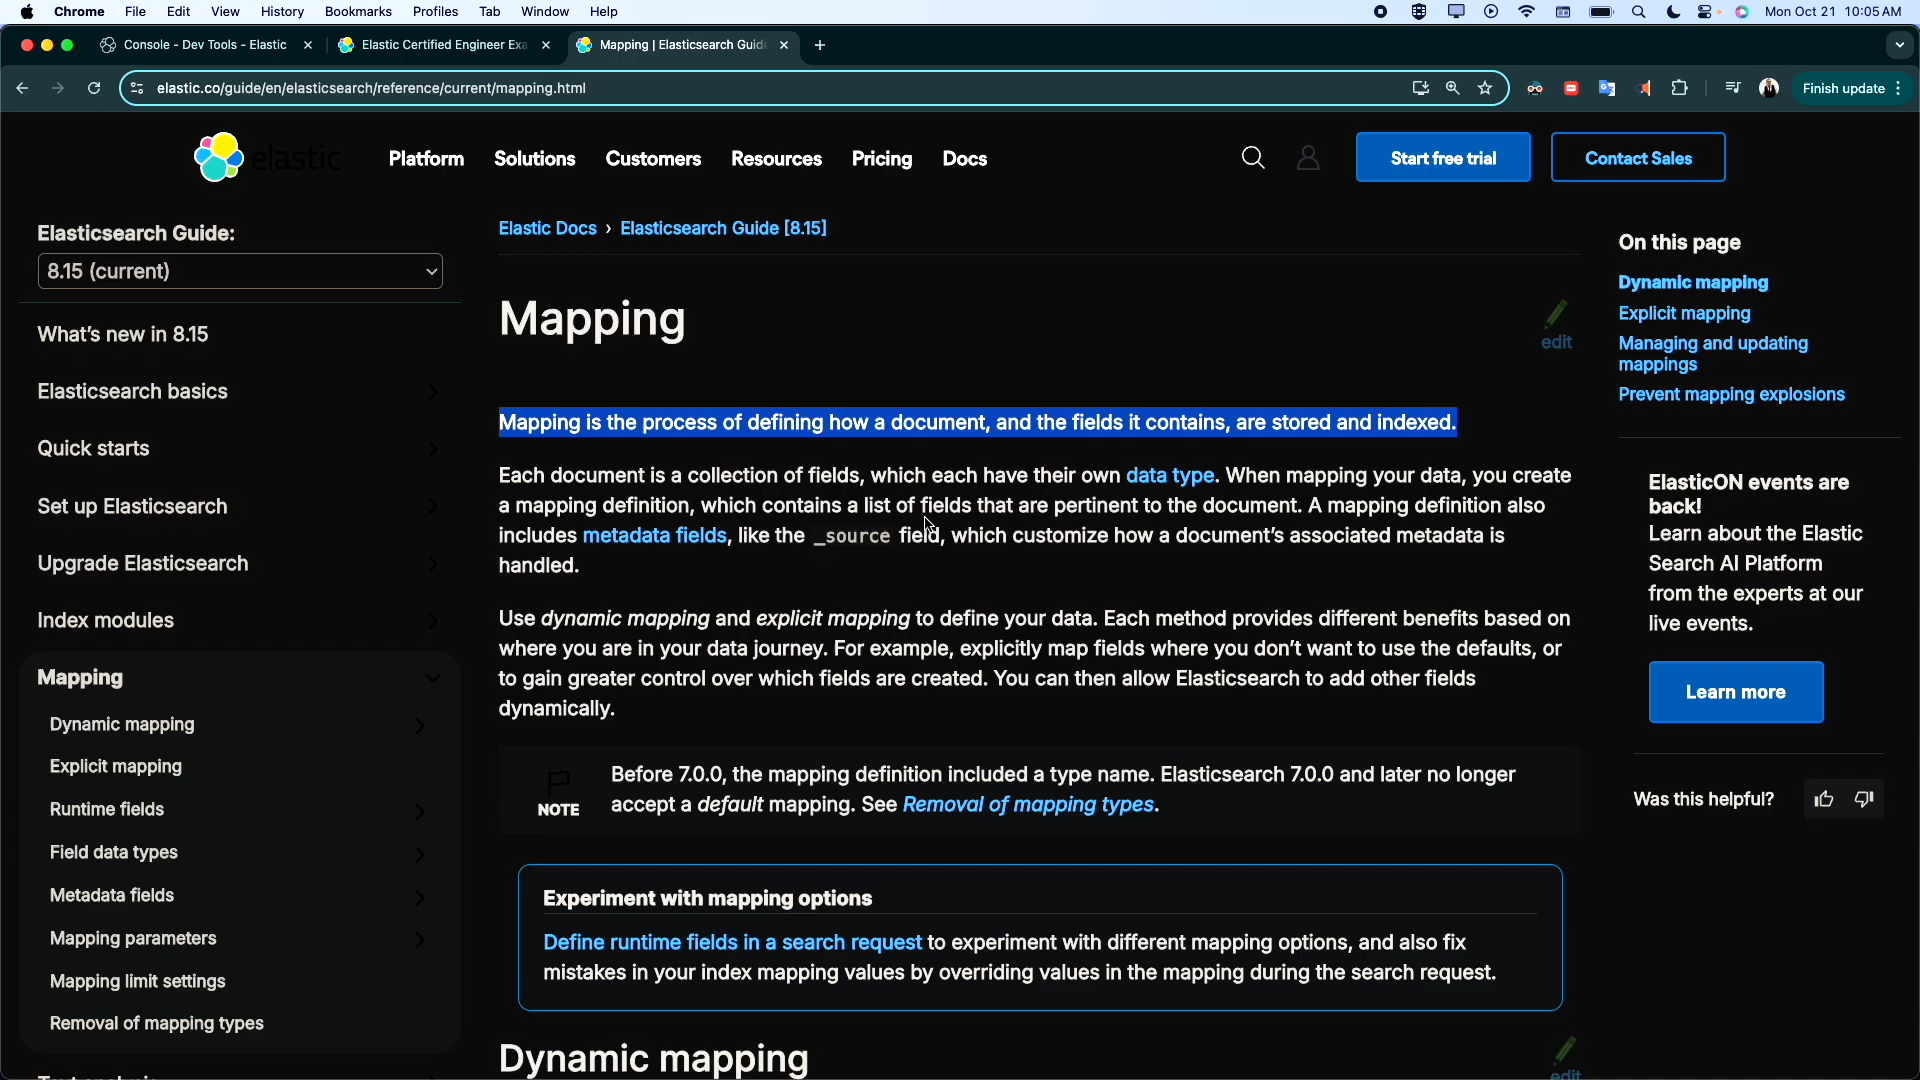 Chrome File Edit View History Bookmarks Profiles Tab Window Help Mon Oct 21 10:05 AM
Console - Dev Tools - Elastic Elastic Certified Engineer Exa Mapping | Elasticsearch Guid
elastic.co/guide/en/elasticsearch/reference/current/mapping.html Finish update
elastic Platform Solutions Customers Resources Pricing Docs Start free trial Contact Sales
Elasticsearch Guide:
8.15 (current)
What's new in 8.15
Elasticsearch basics
Quick starts
Set up Elasticsearch
Upgrade Elasticsearch
Index modules
Mapping
Dynamic mapping
Explicit mapping
Runtime fields
Field data types
Metadata fields
Mapping parameters
Mapping limit settings
Removal of mapping types
Elastic Docs › Elasticsearch Guide [8.15]
Mapping
edit
Mapping is the process of defining how a document, and the fields it contains, are stored and indexed.
Each document is a collection of fields, which each have their own data type. When mapping your data, you create
a mapping definition, which contains a list of fields that are pertinent to the document. A mapping definition also
includes metadata fields, like the _source field, which customize how a document's associated metadata is
handled.
Use dynamic mapping and explicit mapping to define your data. Each method provides different benefits based on
where you are in your data journey. For example, explicitly map fields where you don't want to use the defaults, or
to gain greater control over which fields are created. You can then allow Elasticsearch to add other fields
dynamically.
NOTE
Before 7.0.0, the mapping definition included a type name. Elasticsearch 7.0.0 and later no longer
accept a default mapping. See Removal of mapping types.
Experiment with mapping options
Define runtime fields in a search request to experiment with different mapping options, and also fix
mistakes in your index mapping values by overriding values in the mapping during the search request.
Dynamic mapping
edit
On this page
Dynamic mapping
Explicit mapping
Managing and updating
mappings
Prevent mapping explosions
ElasticON events are
back!
Learn about the Elastic
Search AI Platform
from the experts at our
live events.
Learn more
Was this helpful?